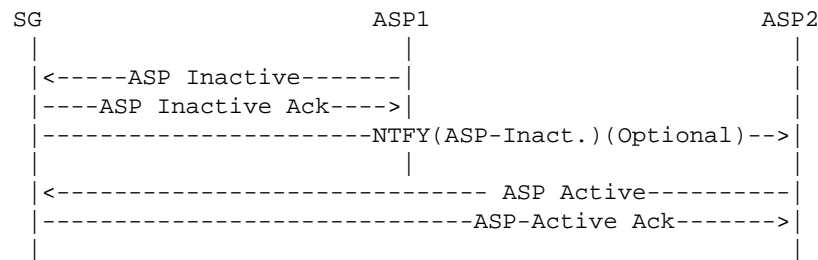 SG ASP1 ASP2
| | |
|<-----ASP Inactive-------| |
|----ASP Inactive Ack---->| |
|-----------------------NTFY(ASP-Inact.)(Optional)-->|
| | |
|<------------------------------ ASP Active----------|
|------------------------------ASP-Active Ack------->|
| |